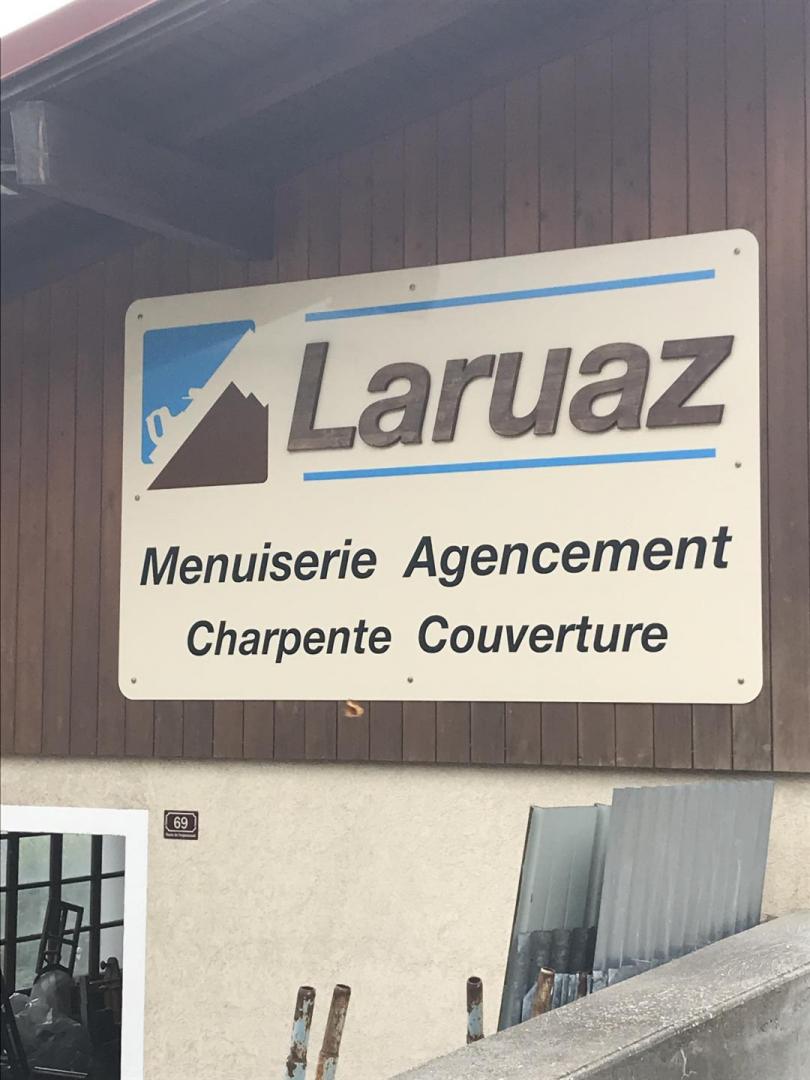 Laruaz
Menuiserie Agencement
Charpente Couverture
69